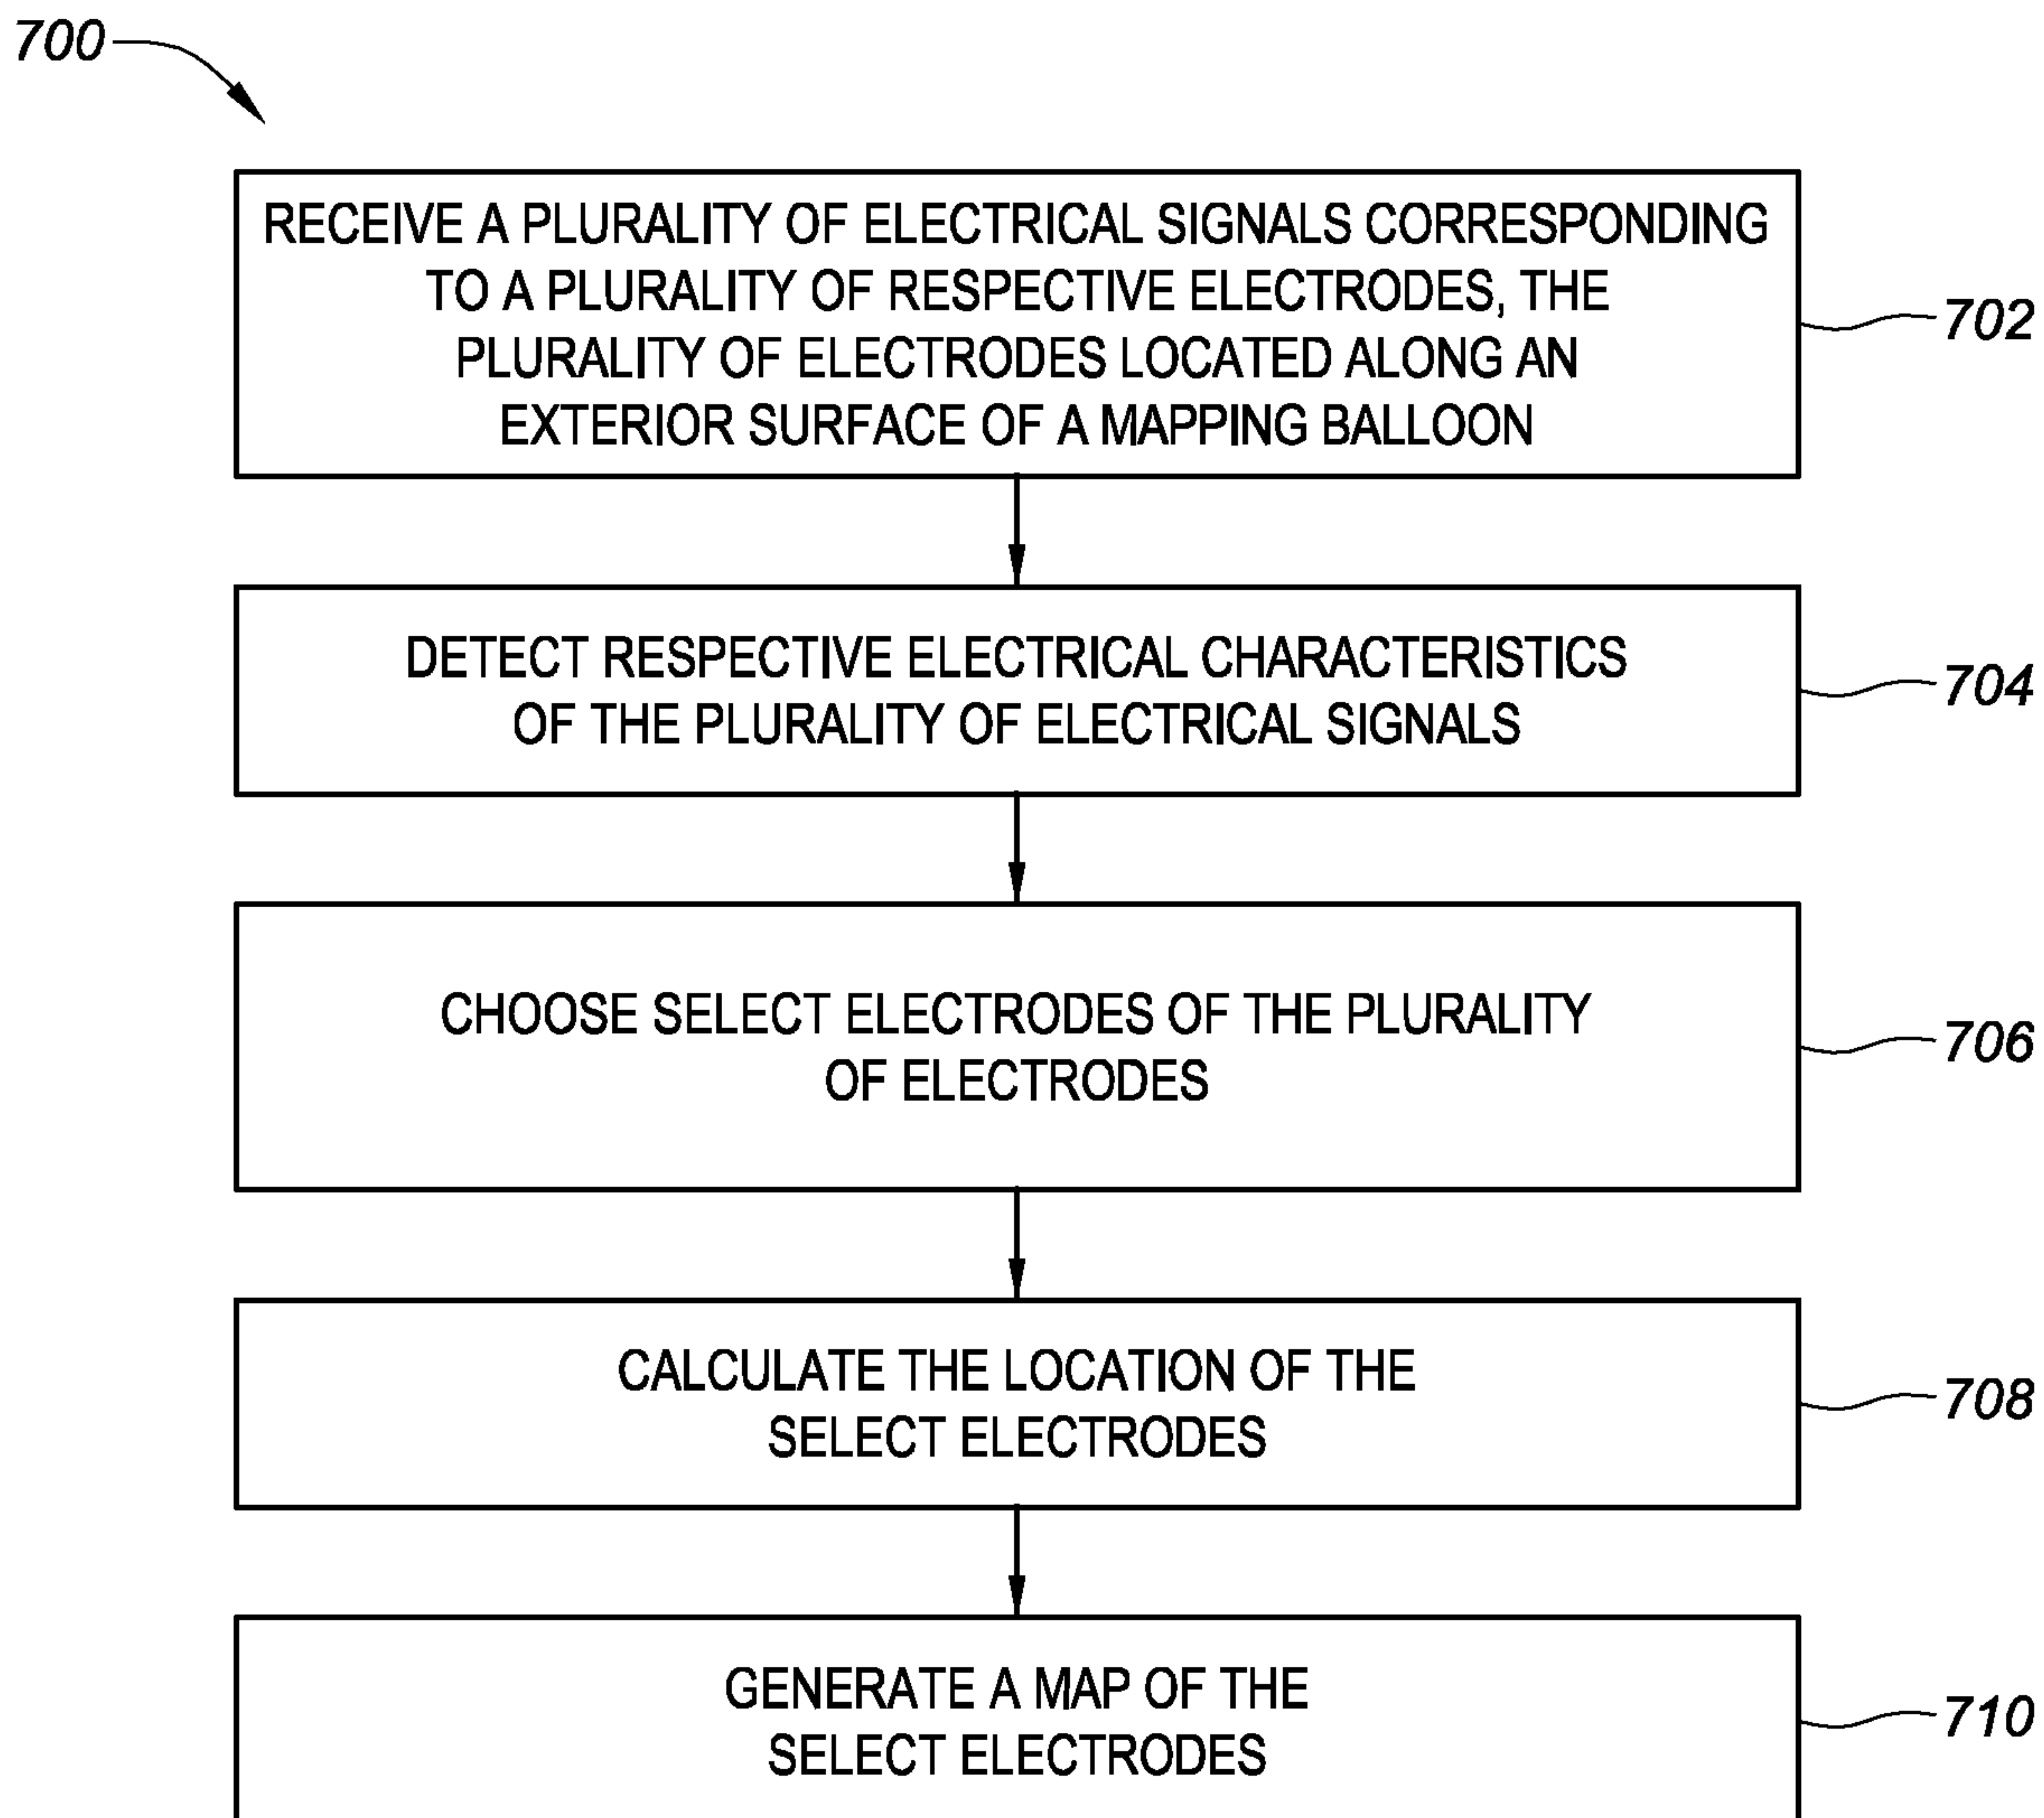 700
RECEIVE A PLURALITY OF ELECTRICAL SIGNALS CORRESPONDING
TO A PLURALITY OF RESPECTIVE ELECTRODES, THE
PLURALITY OF ELECTRODES LOCATED ALONG AN
EXTERIOR SURFACE OF A MAPPING BALLOON
702
DETECT RESPECTIVE ELECTRICAL CHARACTERISTICS
OF THE PLURALITY OF ELECTRICAL SIGNALS
704
CHOOSE SELECT ELECTRODES OF THE PLURALITY
OF ELECTRODES
706
CALCULATE THE LOCATION OF THE
SELECT ELECTRODES
708
GENERATE A MAP OF THE
SELECT ELECTRODES
710